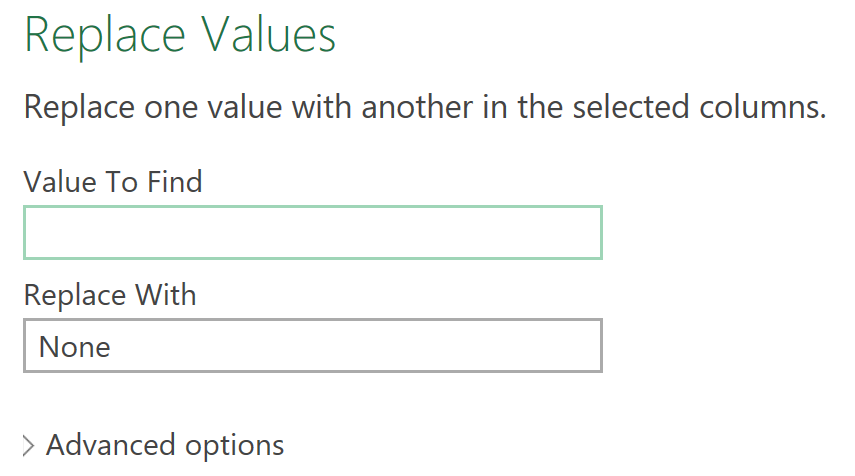 Replace Values
Replace one value with another in the selected columns.
Value To Find
Replace With
None
Advanced options